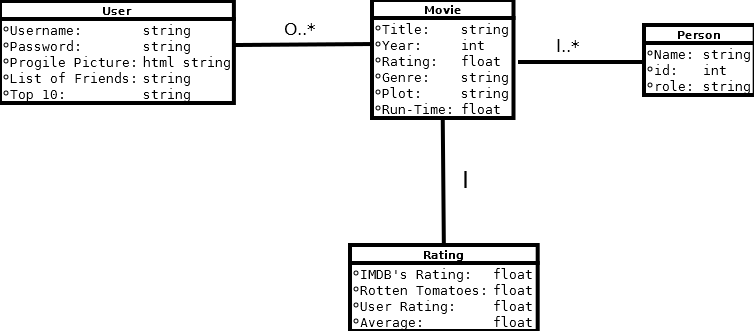 User
Username: string
Password: string
Progile Picture: html string
List of Friends: string
Top 10: string
O..*
Movie
Title: string
Year: int
Rating: float
Genre: string
Plot: string
Run-Time: float
I..*
Person
Name: string
id: int
role: string
I
Rating
IMDB's Rating: float
Rotten Tomatoes: float
User Rating: float
Average: float